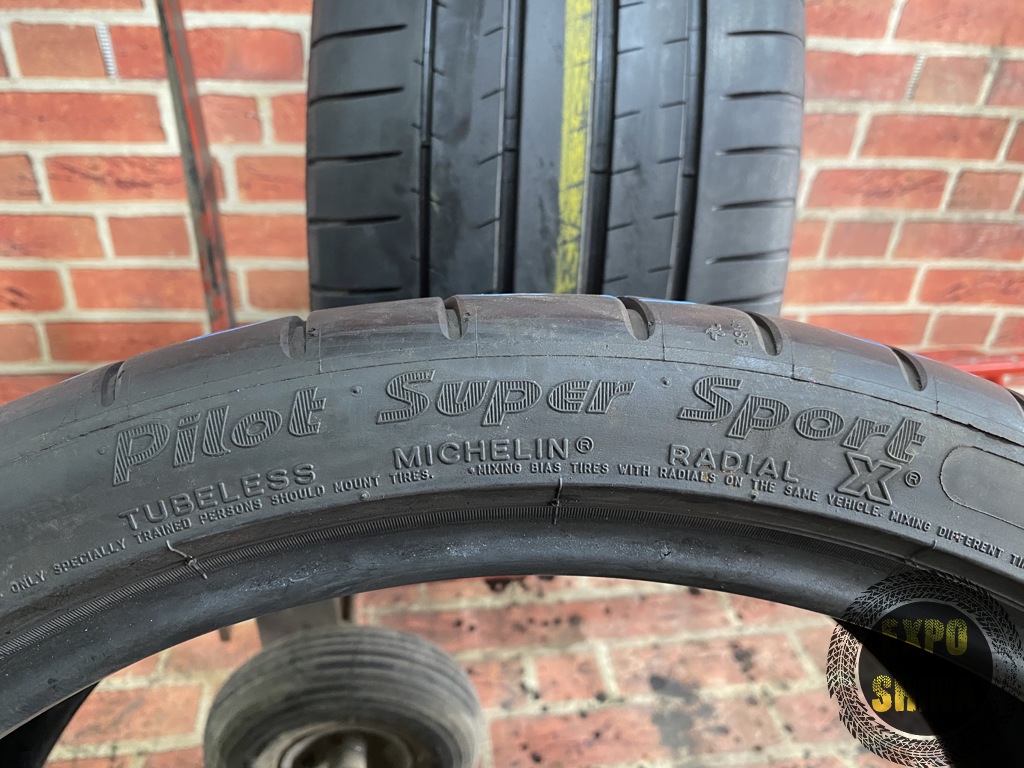 Pilot Super Sport
TUBELESS MICHELIN® RADIAL X®
ONLY SPECIALLY TRAINED PERSONS SHOULD MOUNT TIRES. •MIXING BIAS TIRES WITH RADIALS ON THE SAME VEHICLE. MIXING DIFFERENT
EXPO